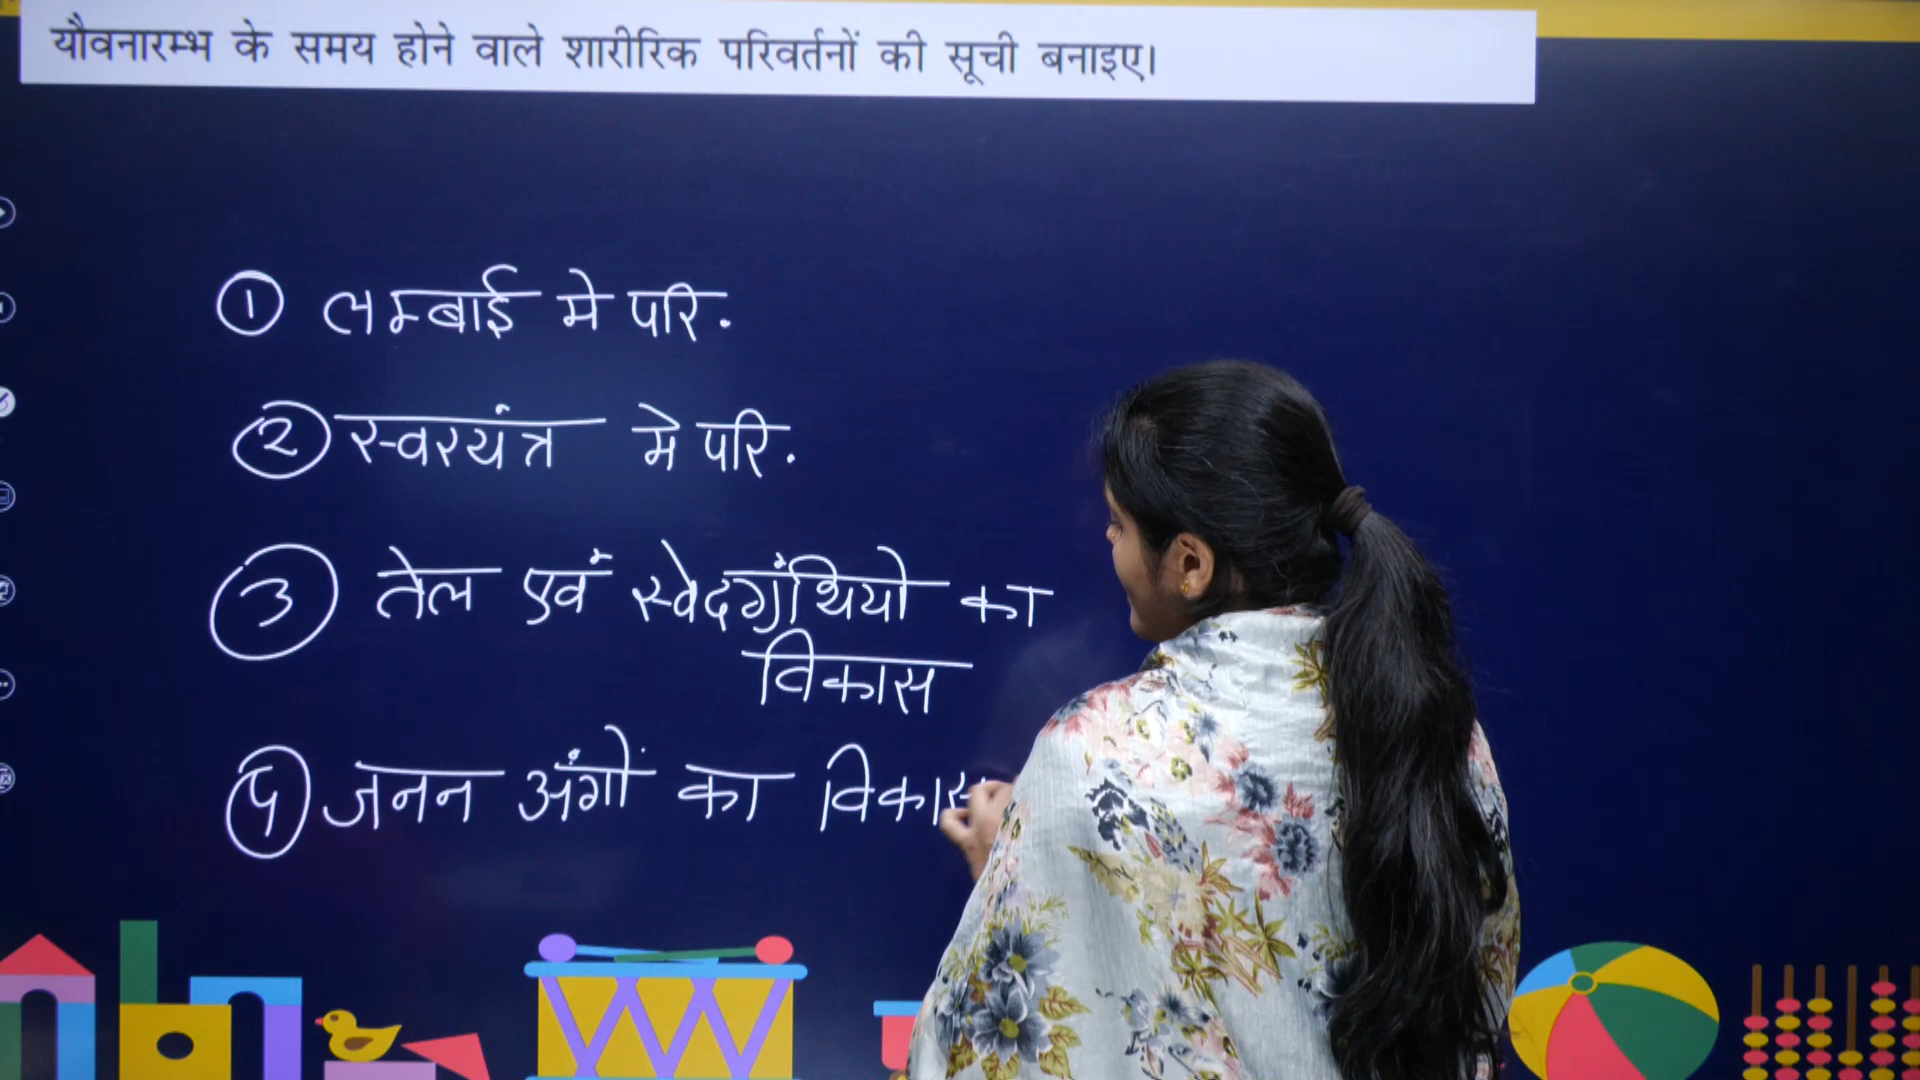 यौवनारम्भ के समय होने वाले शारीरिक परिवर्तनों की सूची बनाइए।
① लम्बाई मे परि.
② स्वरयंत्र मे परि.
③ तेल एवं स्वेदग्रंथियो का
विकास
④ जनन अंगों का विकास